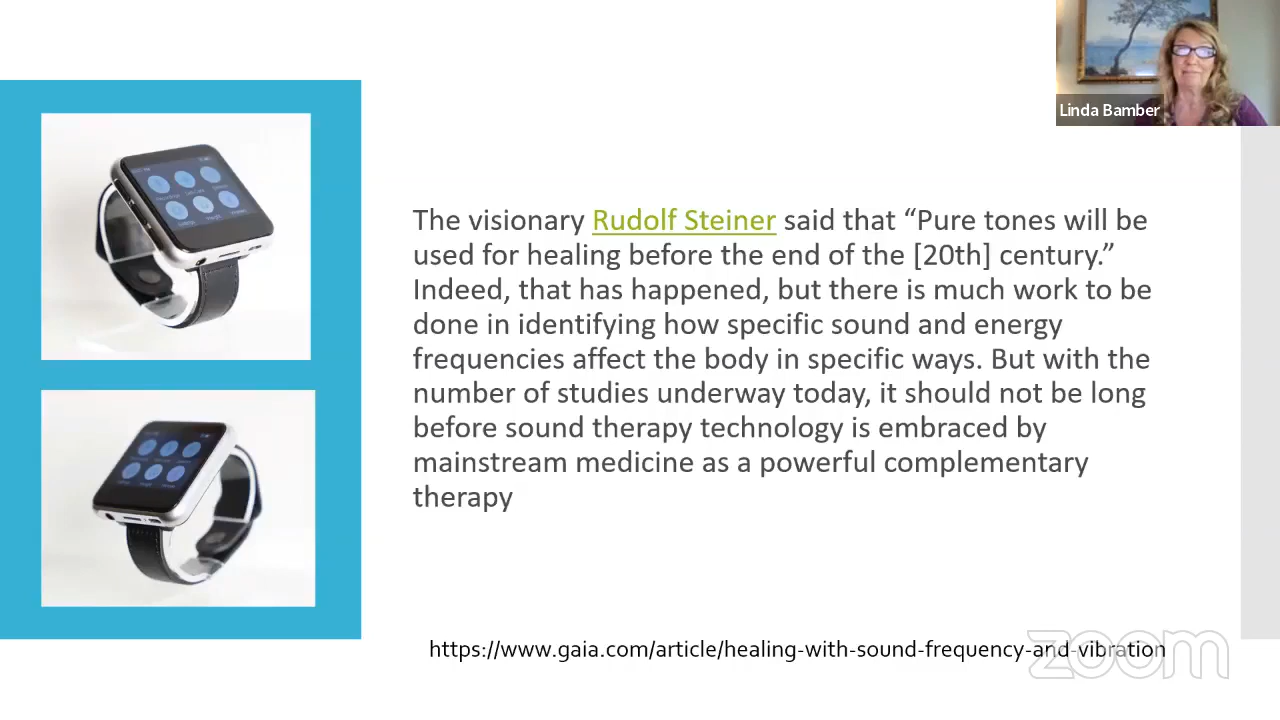 Linda Bamber
The visionary Rudolf Steiner said that “Pure tones will be
used for healing before the end of the [20th] century.”
Indeed, that has happened, but there is much work to be
done in identifying how specific sound and energy
frequencies affect the body in specific ways. But with the
number of studies underway today, it should not be long
before sound therapy technology is embraced by
mainstream medicine as a powerful complementary
therapy
https://www.gaia.com/article/healing-with-sound-frequency-and-vibration
zoom